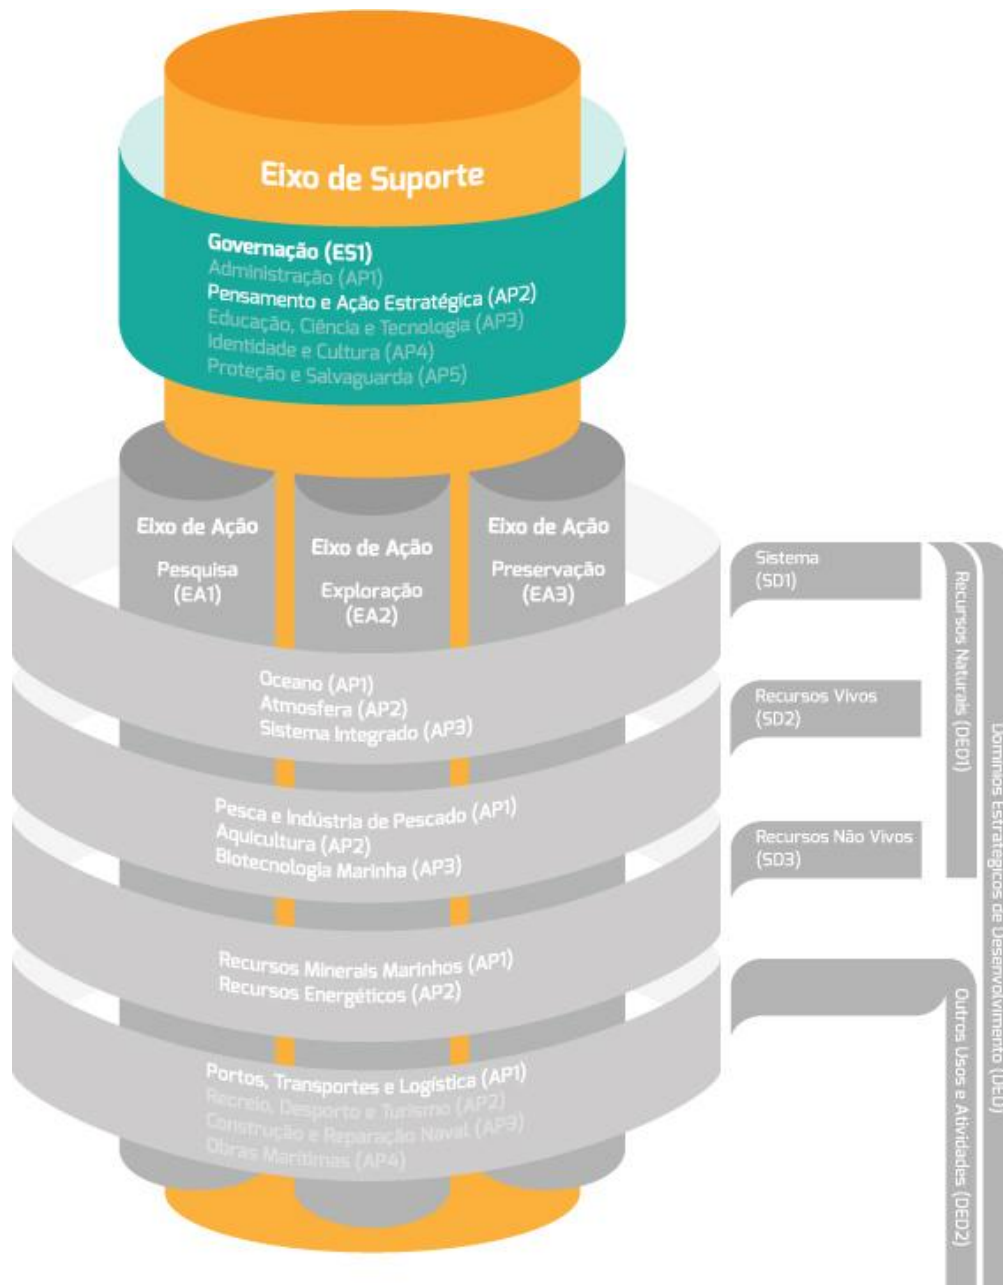 Eixo de Suporte
Governação (ES1)
Administração (AP1)
Pensamento e Ação Estratégica (AP2)
Educação, Ciência e Tecnologia (AP3)
Identidade e Cultura (AP4)
Proteção e Salvaguarda (AP5)
Eixo de Ação
Pesquisa
(EA1)
Eixo de Ação
Exploração
(EA2)
Eixo de Ação
Preservação
(EA3)
Oceano (AP1)
Atmosfera (AP2)
Sistema Integrado (AP3)
Pesca e Indústria de Pescado (AP1)
Aquicultura (AP2)
Biotecnologia Marinha (AP3)
Recursos Minerais Marinhos (AP1)
Recursos Energéticos (AP2)
Portos, Transportes e Logística (AP1)
Recreio, Desporto e Turismo (AP2)
Construção e Reparação Naval (AP3)
Obras Marítimas (AP4)
Sistema
(SD1)
Recursos Vivos
(SD2)
Recursos Não Vivos
(SD3)
Recursos Naturais (DED1)
Outros Usos e Atividades (DED2)
Domínios Estratégicos de Desenvolvimento (DED)